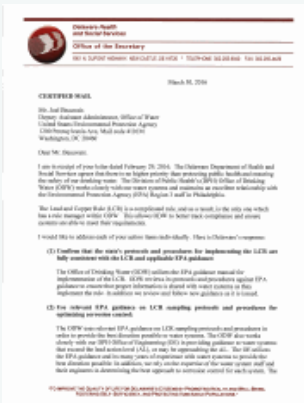 Delaware Health
and Social Services
Office of the Secretary
March 30, 2016
CERTIFIED MAIL
Mr. Joel Beauvais
Deputy Assistant Administrator, Office of Water
United States Environmental Protection Agency
1200 Pennsylvania Ave, Mail code 4101M
Washington, DC 20460
Dear Mr. Beauvais:
I am in receipt of your letter dated February 29, 2016. The Delaware Department of Health and
Social Services agrees that there is no higher priority than protecting public health and ensuring
the safety of our drinking water. The Division of Public Health's (DPH) Office of Drinking
Water (ODW) works closely with our water systems and maintains an excellent relationship with
the Environmental Protection Agency (EPA) Region 3 staff in Philadelphia.
The Lead and Copper Rule (LCR) is a complicated rule, and as a result, is the only one which
has a rule manager within ODW. This allows ODW to better track compliance and ensure
systems are able to meet their requirements.
I would like to address each of your action items individually. Here is Delaware's response:
(1) Confirm that the state's protocols and procedures for implementing the LCR are
fully consistent with the LCR and applicable EPA guidance
The Office of Drinking Water (ODW) utilizes the EPA guidance manual for
implementation of the LCR. ODW reviews its protocols and procedures against EPA
guidance to ensure that proper information is shared with water systems as they
implement the rule. In addition we review and follow new guidance as it is issued.
(2) Use relevant EPA guidance on LCR sampling protocols and procedures for
optimizing corrosion control.
The ODW uses relevant EPA guidance on LCR sampling protocols and procedures in
order to provide the best direction possible to water systems. The ODW also works
closely with our DPH Office of Engineering (OE) in providing guidance to water systems
that exceed the lead action level (AL), or may be approaching the AL. The OE utilizes
the EPA guidance and its many years of experience with water systems to provide the
best direction possible. In addition, we rely on the expertise of the water system staff and
their engineers in determining the best approach to corrosion control for each system. The